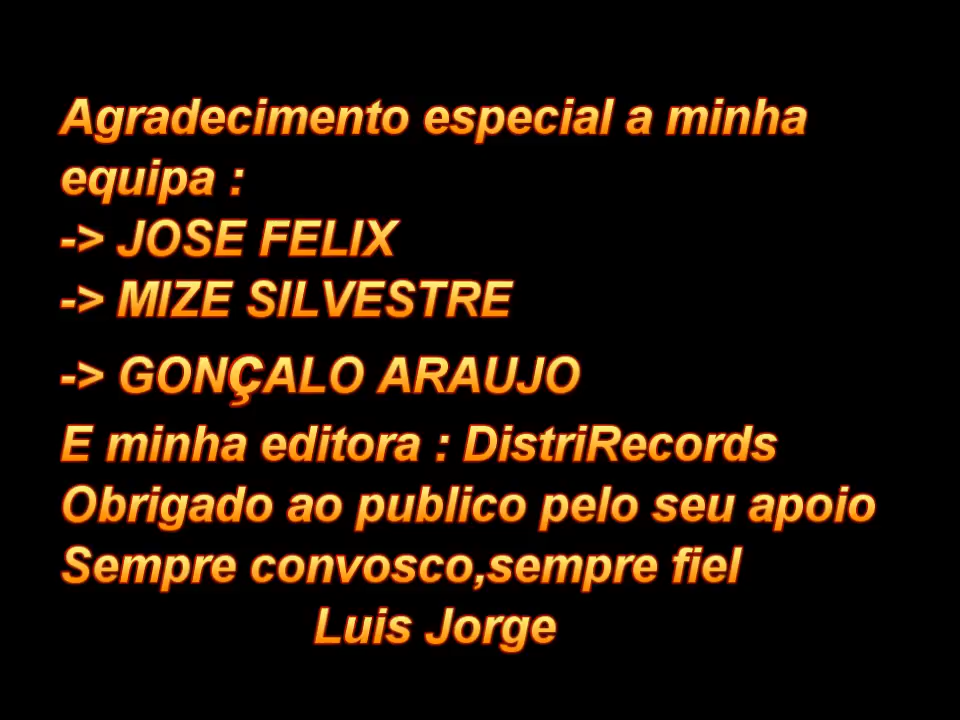 Agradecimento especial a minha
equipa :
-> JOSE FELIX
-> MIZE SILVESTRE
-> GONÇALO ARAUJO
E minha editora : DistriRecords
Obrigado ao publico pelo seu apoio
Sempre convosco,sempre fiel
Luis Jorge